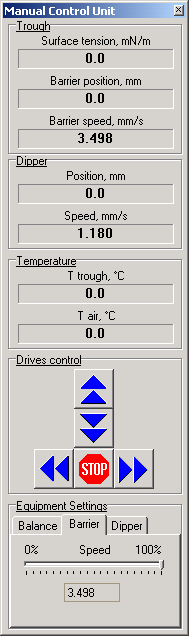 Manual Control Unit
Trough
Surface tension, mN/m
0.0
Barrier position, mm
0.0
Barrier speed, mm/s
3.498
Dipper
Position, mm
0.0
Speed, mm/s
1.180
Temperature
T trough, °C
0.0
T air, °C
0.0
Drives control
STOP
Equipment Settings
Balance Barrier Dipper
0% Speed 100%
3.498